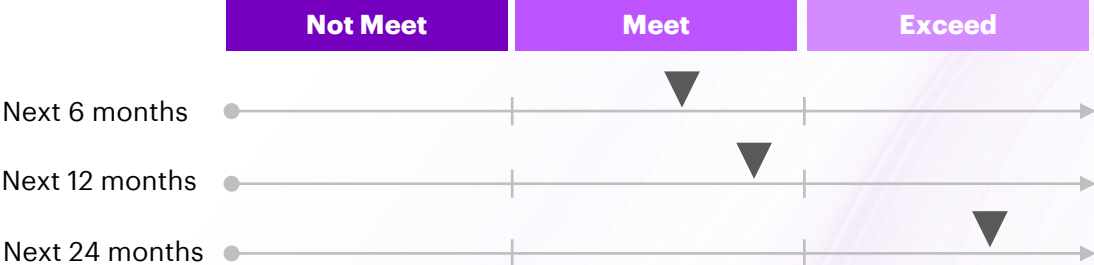 Not Meet Meet Exceed
Next 6 months
Next 12 months
Next 24 months